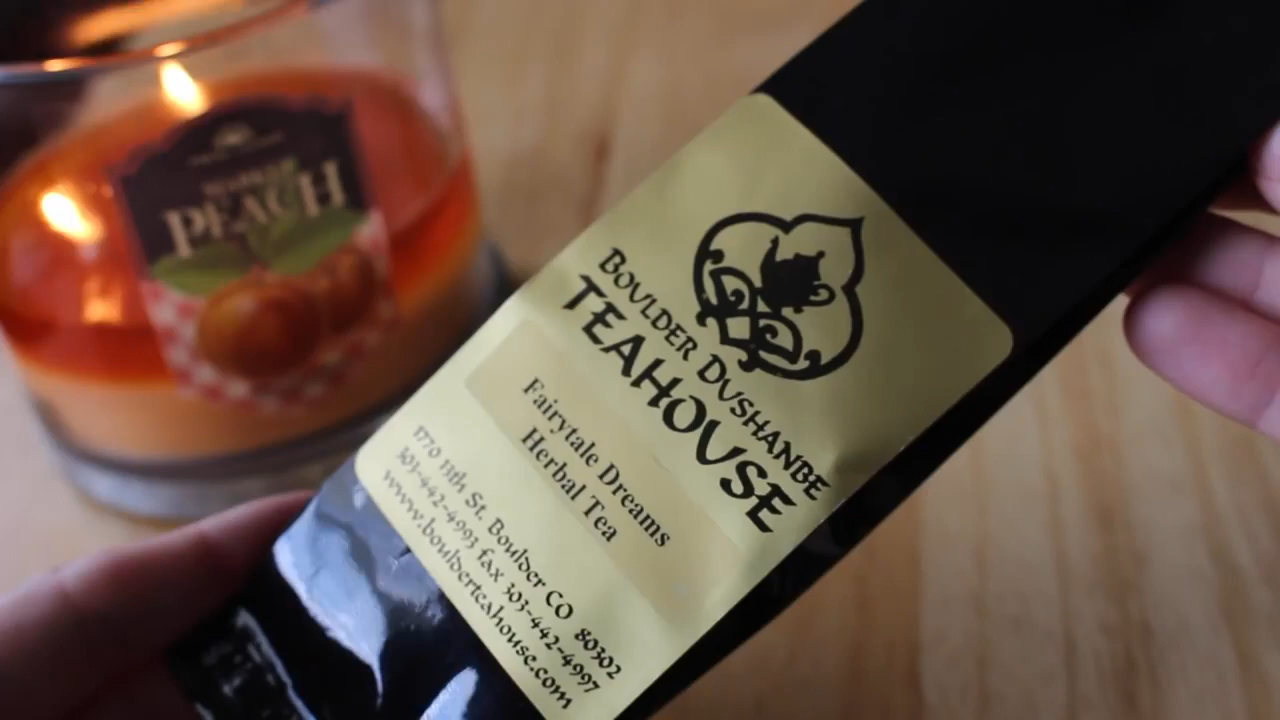 PEACH
BOULDER DUSHANBE
TEAHOUSE
Fairytale Dreams
Herbal Tea
1770 13th St. Boulder CO 80302
303-442-4993 fax 303-442-4997
www.boulderteahouse.com